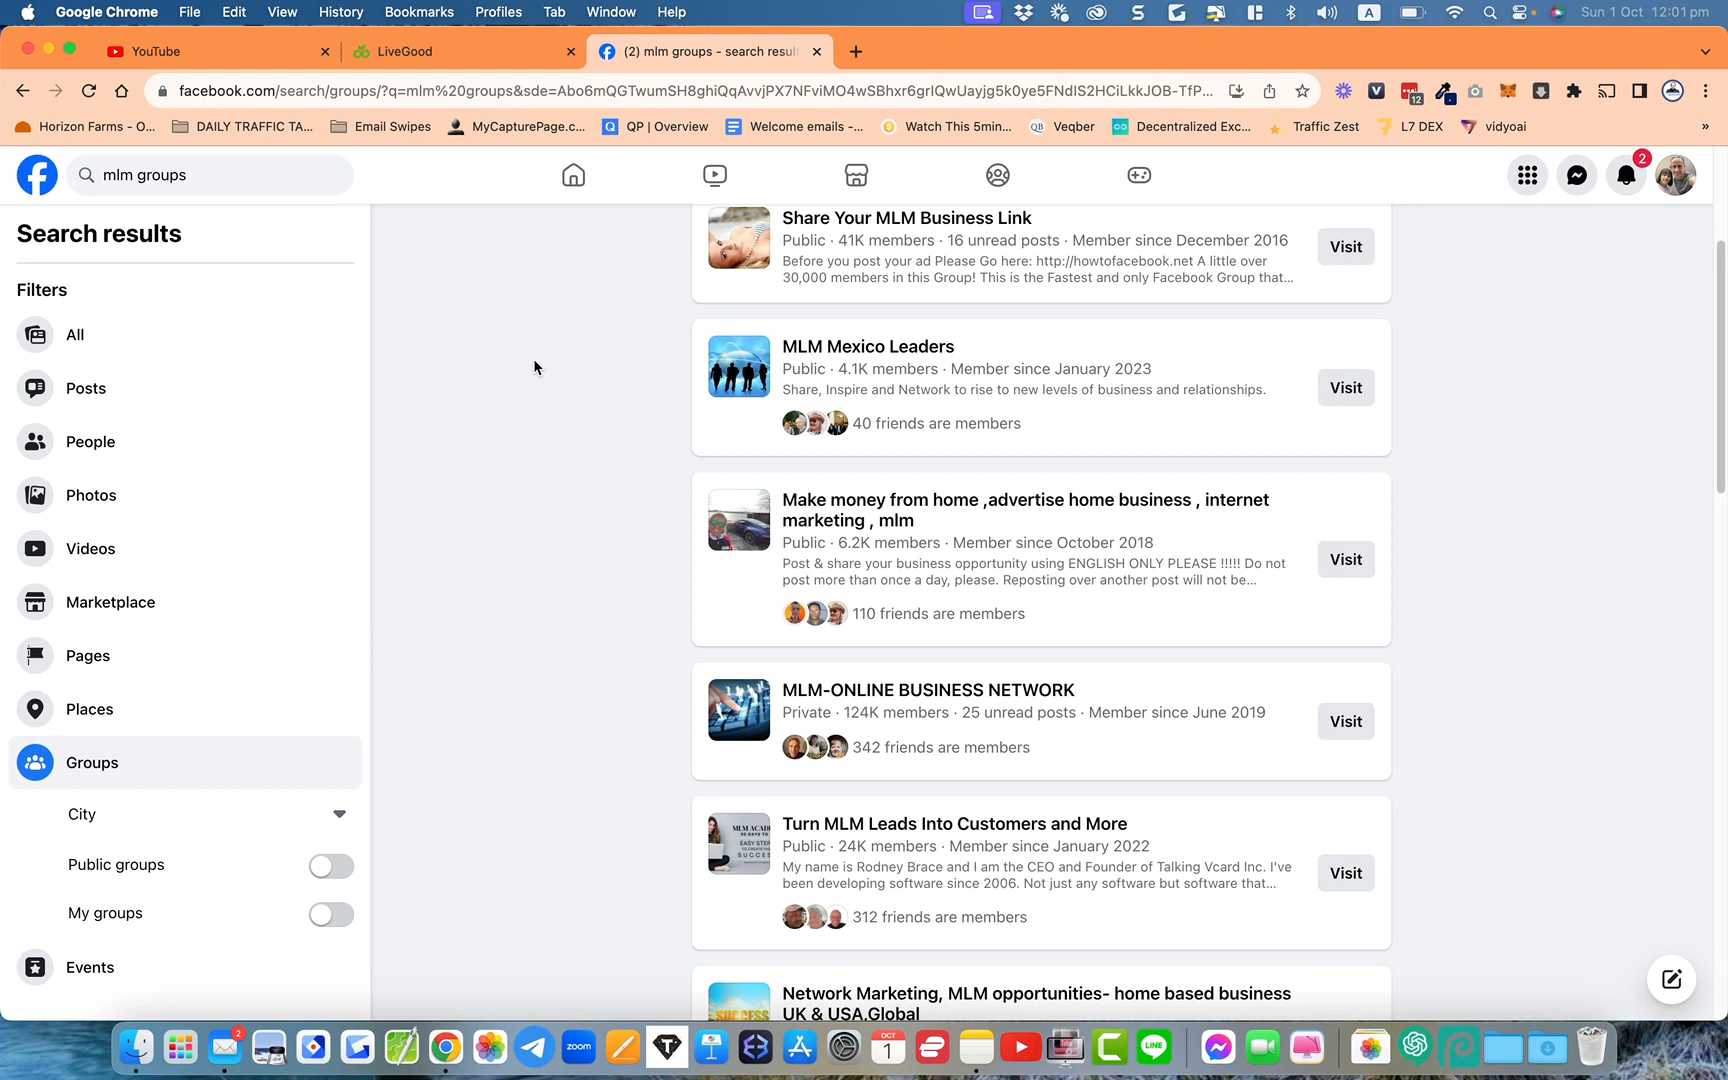 Google Chrome File Edit View History Bookmarks Profiles Tab Window Help
A Sun 1 Oct 12:01 pm
YouTube
LiveGood
(2) mlm groups - search resul
facebook.com/search/groups/?q=mlm%20groups&sde=Abo6mQGTwumSH8ghiQqAvvjPX7NFviMO4wSBhxr6grIQwUayjg5k0ye5FNdIS2HCiLkkJOB-TfP...
12
Horizon Farms - O...
DAILY TRAFFIC TA...
Email Swipes
MyCapturePage.c...
QP | Overview
Welcome emails -...
Watch This 5min...
QB Veqber
Decentralized Exc...
Traffic Zest
L7 DEX
vidyoai
»
mlm groups
2
Search results
Filters
All
Posts
People
Photos
Videos
Marketplace
Pages
Places
Groups
City
Public groups
My groups
Events
Share Your MLM Business Link
Public · 41K members · 16 unread posts · Member since December 2016
Before you post your ad Please Go here: http://howtofacebook.net A little over
30,000 members in this Group! This is the Fastest and only Facebook Group that...
Visit
MLM Mexico Leaders
Public · 4.1K members · Member since January 2023
Share, Inspire and Network to rise to new levels of business and relationships.
40 friends are members
Visit
Make money from home ,advertise home business , internet
marketing , mlm
Public · 6.2K members · Member since October 2018
Post & share your business opportunity using ENGLISH ONLY PLEASE !!!!! Do not
post more than once a day, please. Reposting over another post will not be...
110 friends are members
Visit
MLM-ONLINE BUSINESS NETWORK
Private · 124K members · 25 unread posts · Member since June 2019
342 friends are members
Visit
MLM ACAD
EASY STEP
SUCCES
Turn MLM Leads Into Customers and More
Public · 24K members · Member since January 2022
My name is Rodney Brace and I am the CEO and Founder of Talking Vcard Inc. I've
been developing software since 2006. Not just any software but software that...
312 friends are members
Visit
SUCCESS
Network Marketing, MLM opportunities- home based business
UK & USA.Global
2
zoom
OCT
1
LINE